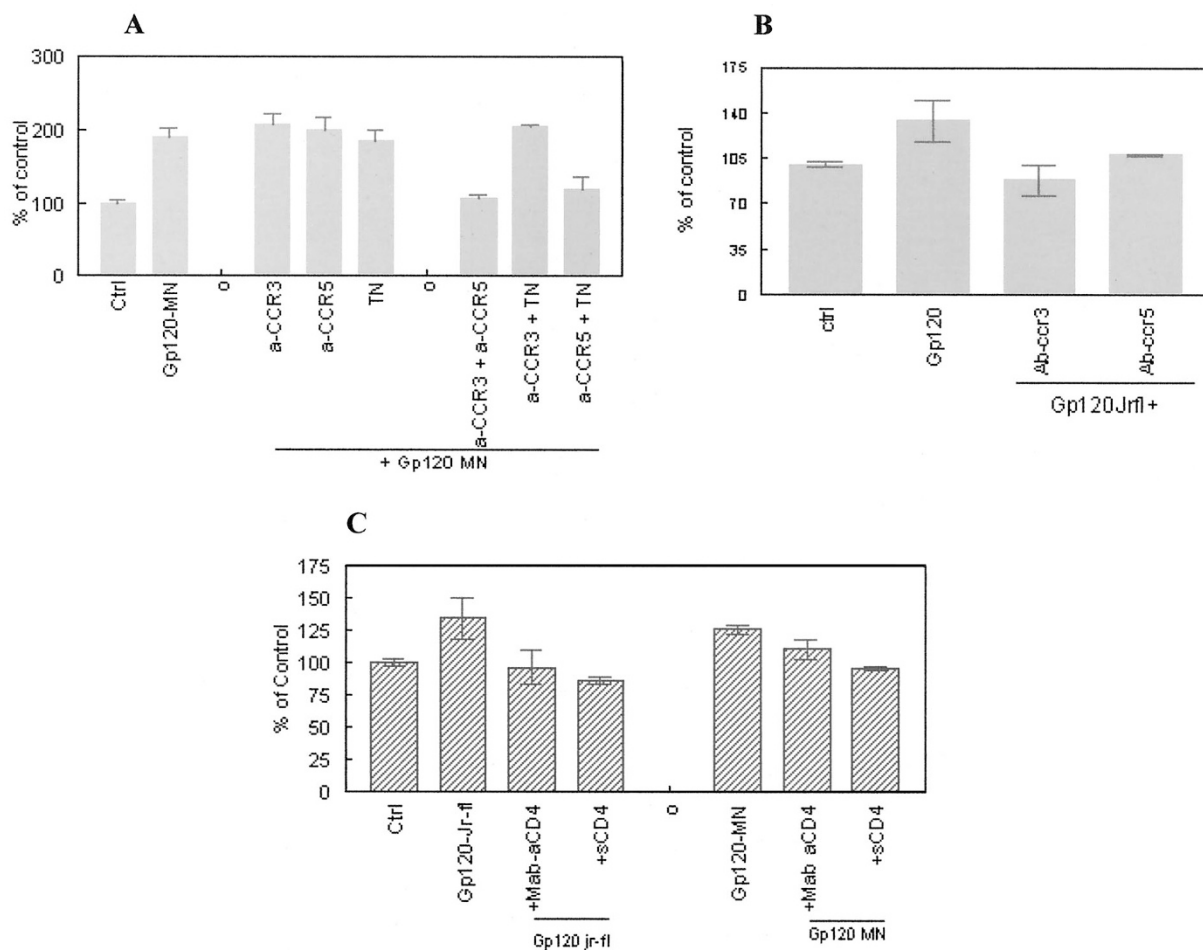 A
% of control
300
200
100
0
Ctrl
Gp120-MN
o
a-CCR3
a-CCR5
TN
o
a-CCR3 + a-CCR5
a-CCR3 + TN
a-CCR5 + TN
+ Gp120 MN
B
% of control
175
140
105
70
35
0
ctrl
Gp120
Ab-ccr3
Ab-ccr5
Gp120Jrfl+
C
% of Control
175
150
125
100
75
50
25
0
Ctrl
Gp120-Jr-fl
+Mab-aCD4
+sCD4
o
Gp120-MN
+Mab aCD4
+sCD4
Gp120 jr-fl
Gp120 MN